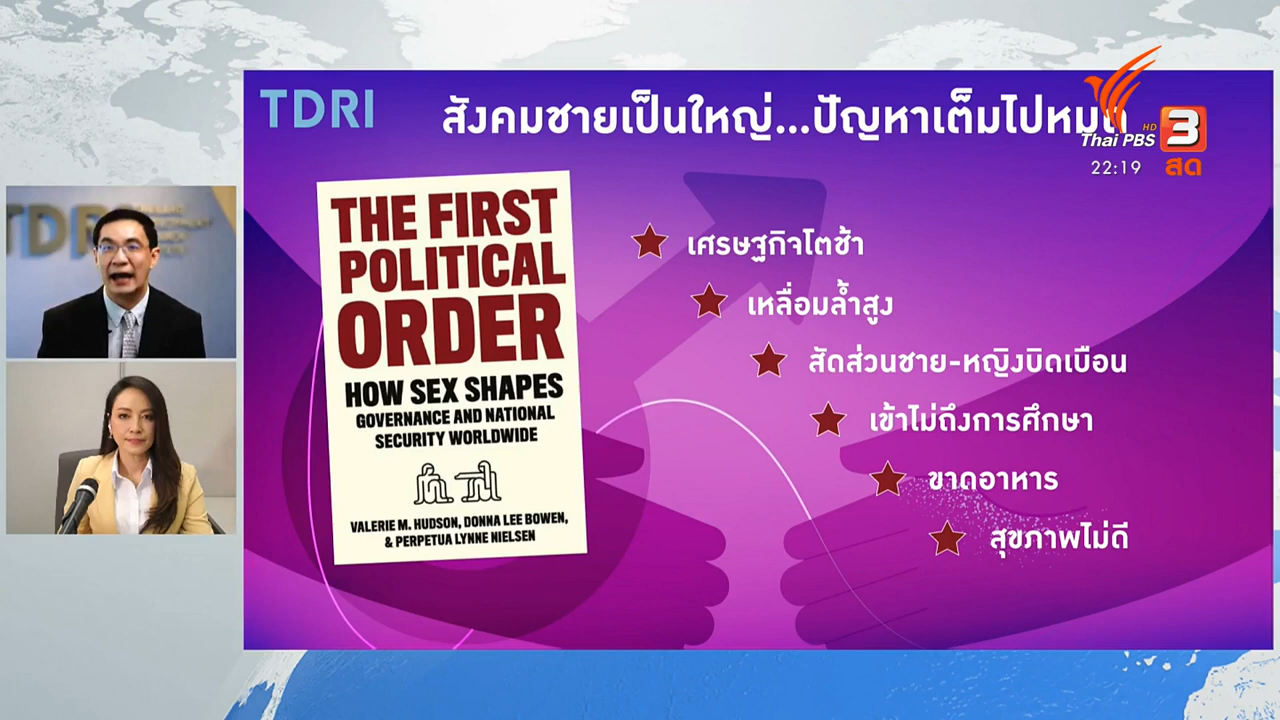 TDRI
สังคมชายเป็นใหญ่...ปัญหาเต็มไปหมด
HD
Thai PBS
3
22:19
สด
THE FIRST
POLITICAL
ORDER
HOW SEX SHAPES
GOVERNANCE AND NATIONAL
SECURITY WORLDWIDE
VALERIE M. HUDSON, DONNA LEE BOWEN,
& PERPETUA LYNNE NIELSEN
เศรษฐกิจโตช้า
เหลื่อมล้ำสูง
สัดส่วนชาย-หญิงบิดเบือน
เข้าไม่ถึงการศึกษา
ขาดอาหาร
สุขภาพไม่ดี
TDRI